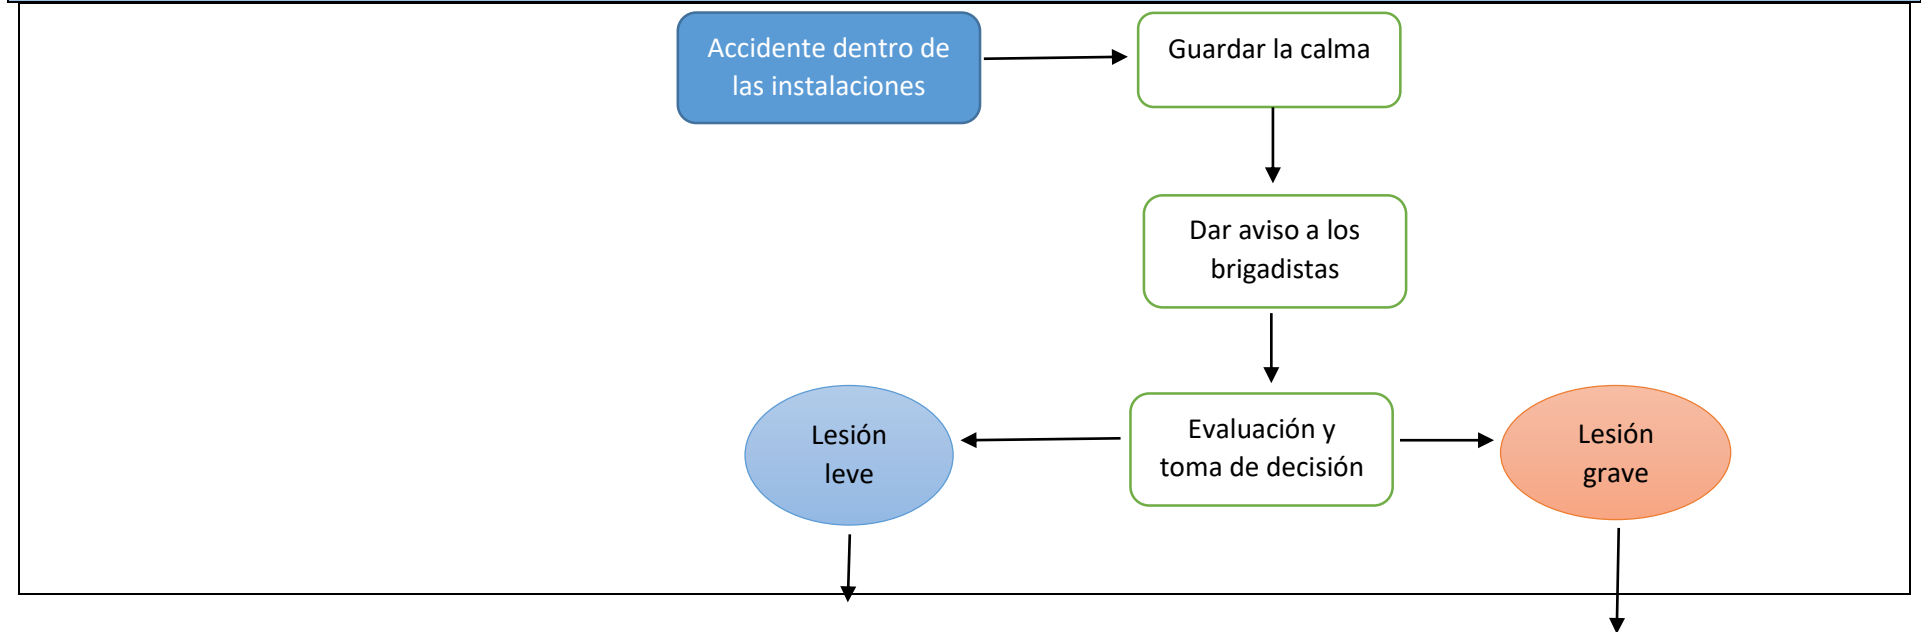 Accidente dentro de
las instalaciones
Guardar la calma
Dar aviso a los
brigadistas
Evaluación y
toma de decisión
Lesión
leve
Lesión
grave